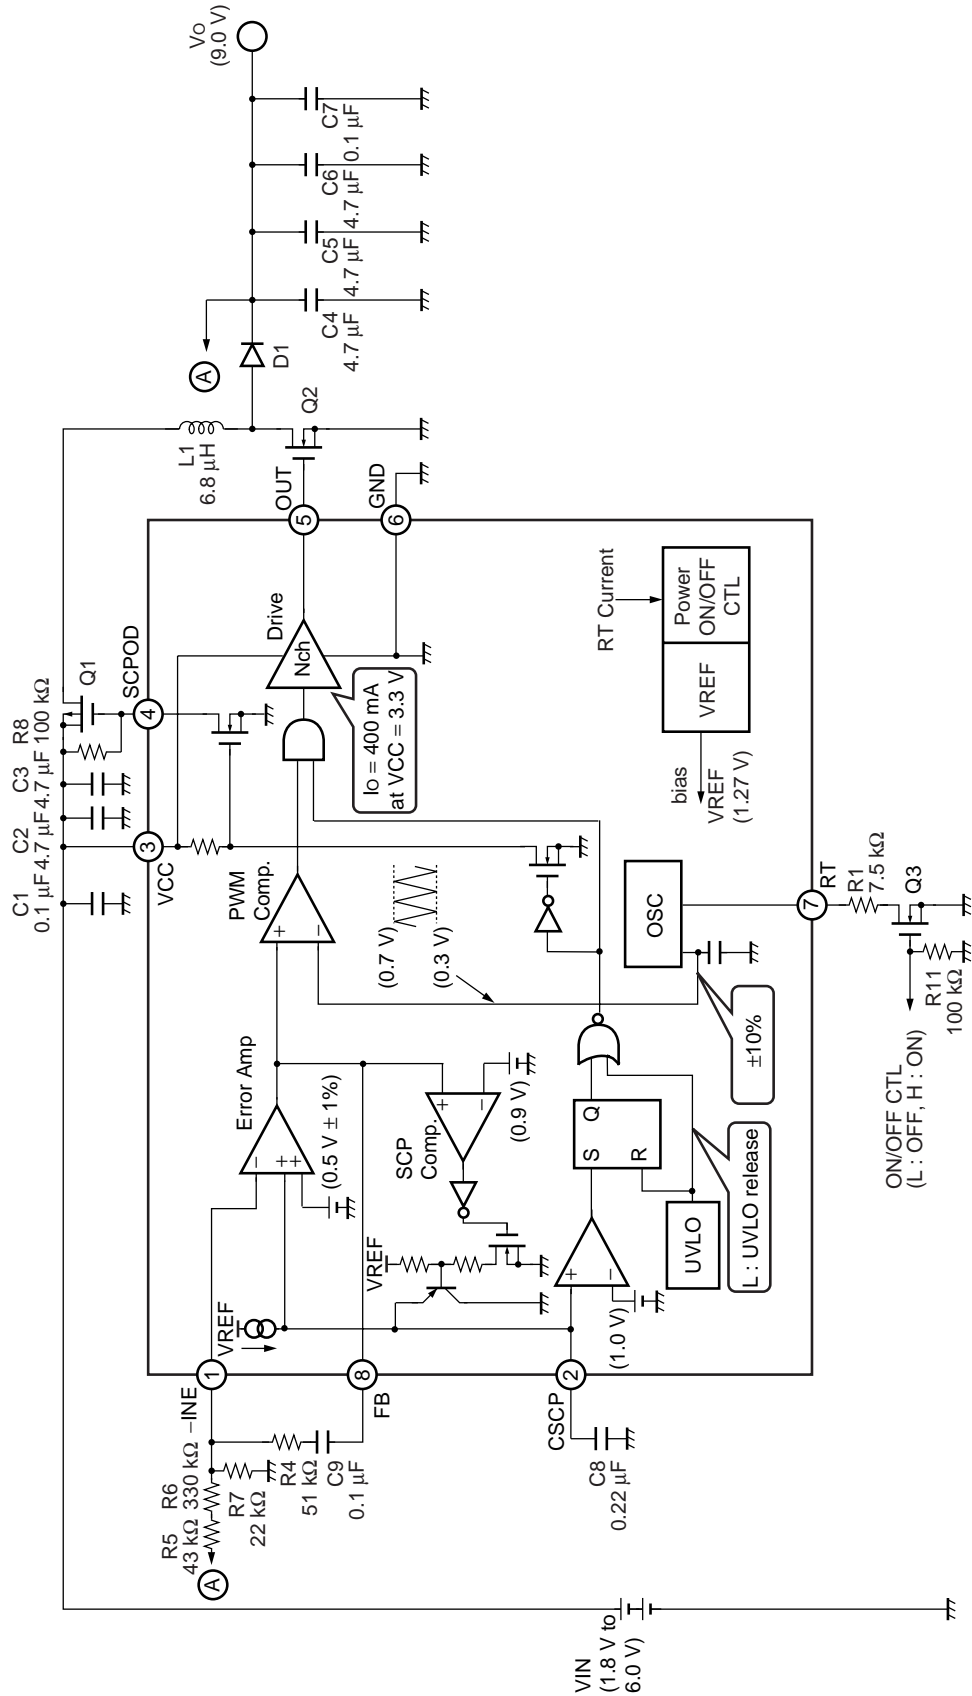 VO
(9.0 V)
C7
0.1 µF
C6
4.7 µF
C5
4.7 µF
C4
4.7 µF
A
D1
L1
6.8 µH
Q2
OUT
5
GND
6
Q1
SCPOD
4
R8
100 kΩ
C3
4.7 µF
C2
4.7 µF
C1
0.1 µF
3
VCC
Drive
Nch
IO = 400 mA
at VCC = 3.3 V
RT Current
Power
ON/OFF
CTL
VREF
bias
VREF
(1.27 V)
PWM
Comp.
+
−
(0.7 V)
(0.3 V)
OSC
7
RT
R1
7.5 kΩ
Q3
R11
100 kΩ
ON/OFF CTL
(L : OFF, H : ON)
±10%
Error Amp
−
+
+
(0.5 V ± 1%)
SCP
Comp.
+
−
(0.9 V)
S
Q
R
UVLO
L : UVLO release
VREF
VREF
+
−
(1.0 V)
1
−INE
8
FB
2
CSCP
R6
330 kΩ
R5
43 kΩ
R7
22 kΩ
R4
51 kΩ
C9
0.1 µF
C8
0.22 µF
A
VIN
(1.8 V to
6.0 V)